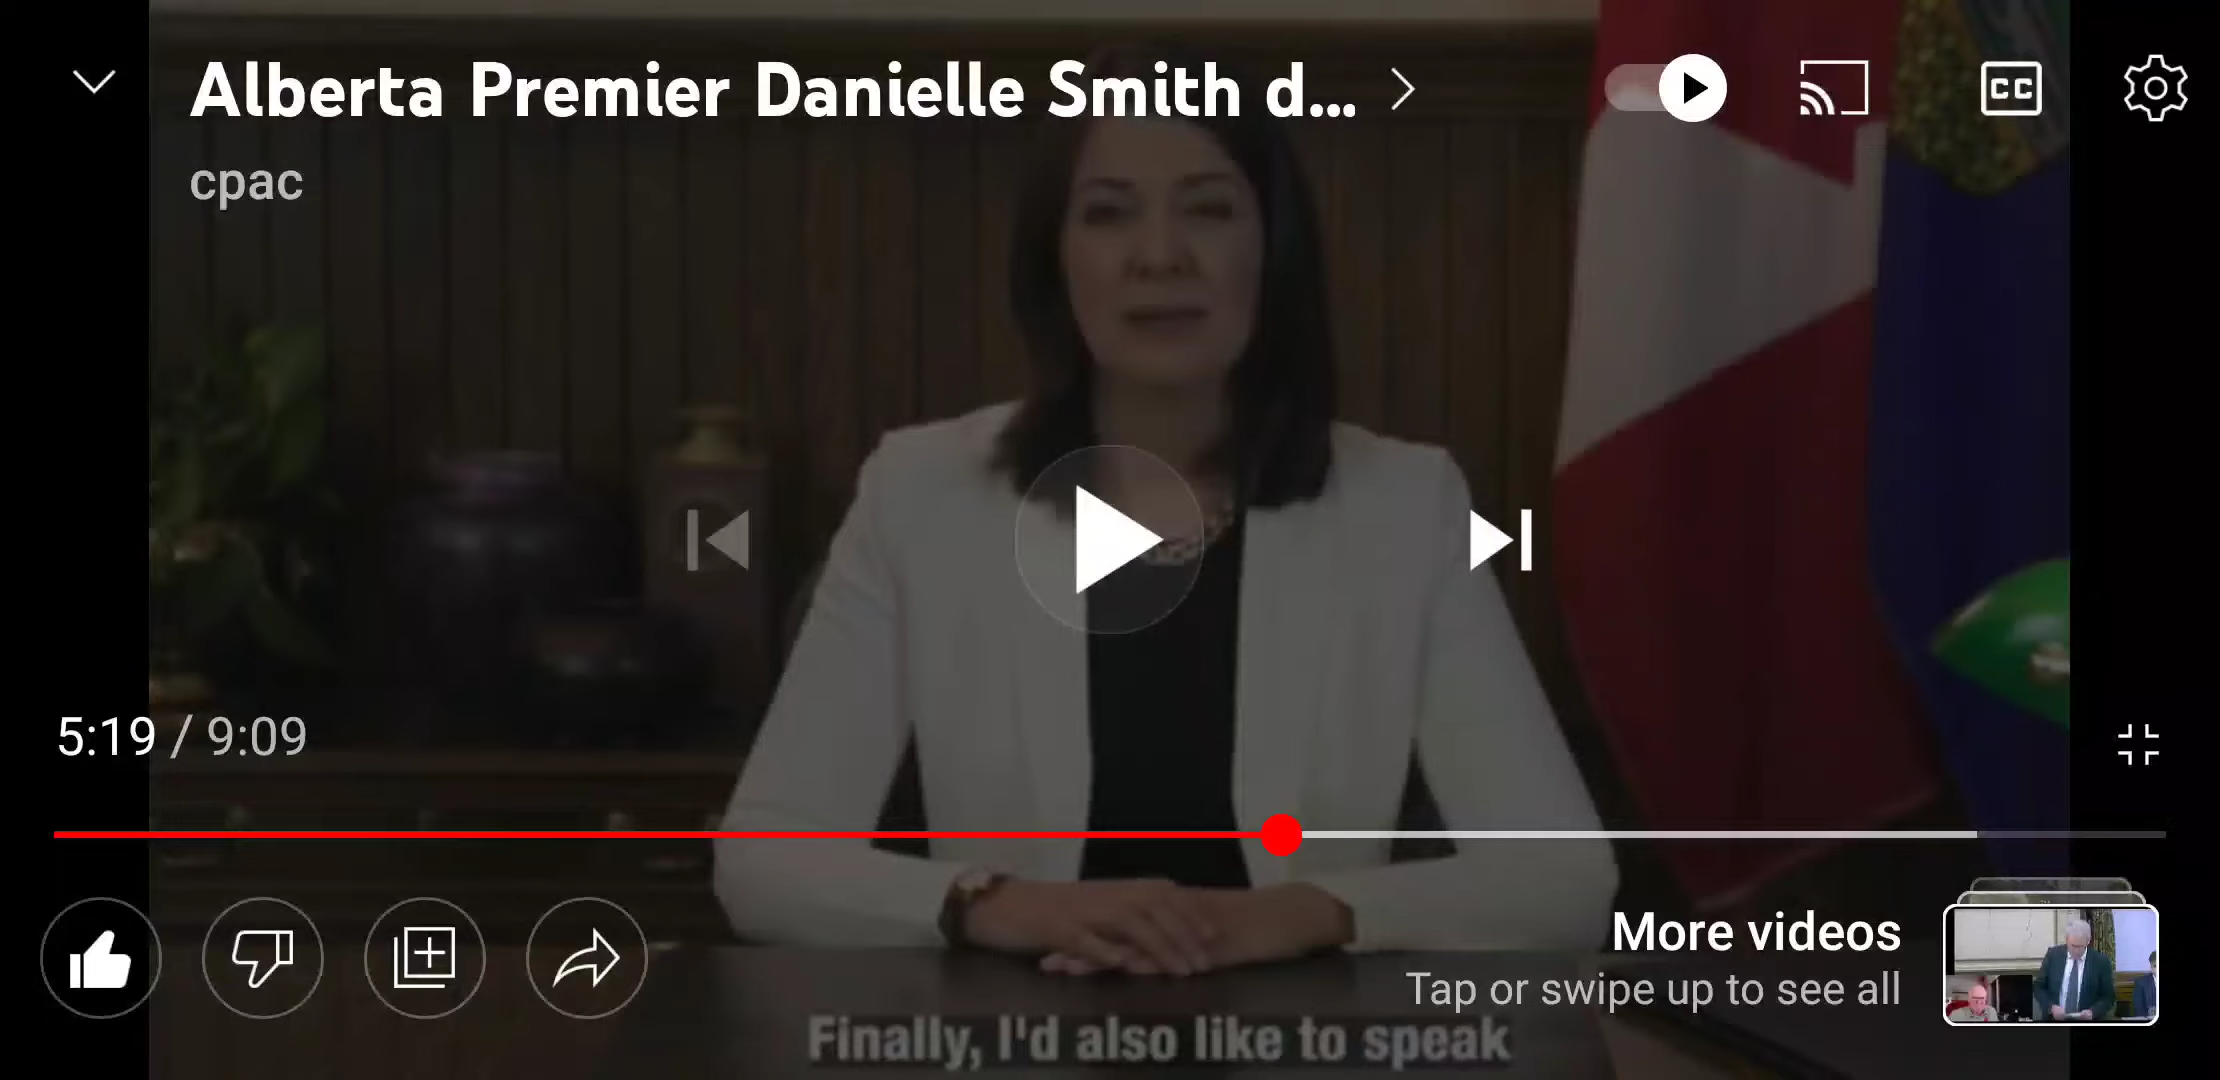 Alberta Premier Danielle Smith d...
CC
cpac
5:19 / 9:09
More videos
Tap or swipe up to see all
Finally, I'd also like to speak